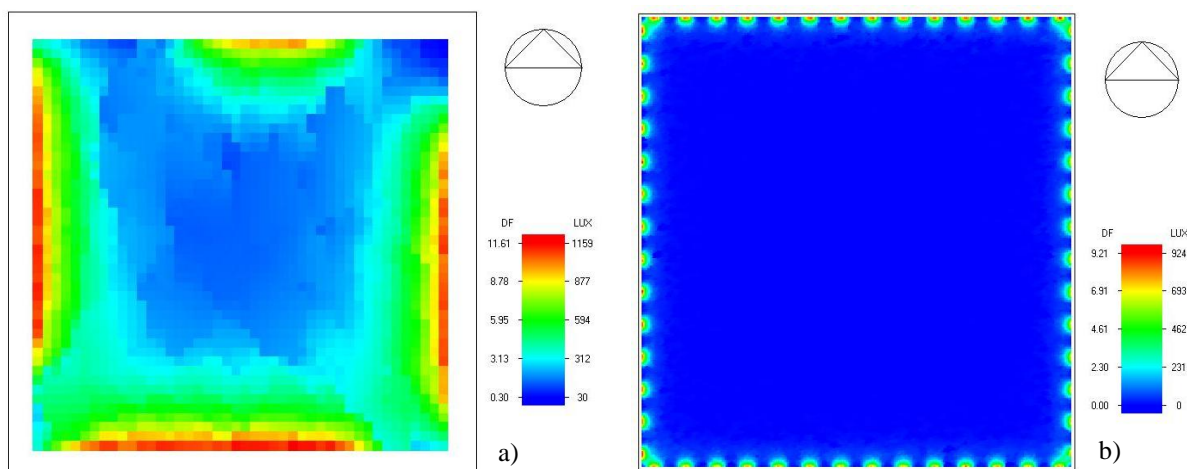 DF LUX
11.61 1159
8.78 877
5.95 594
3.13 312
0.30 30
a)
DF LUX
9.21 924
6.91 693
4.61 462
2.30 231
0.00 0
b)